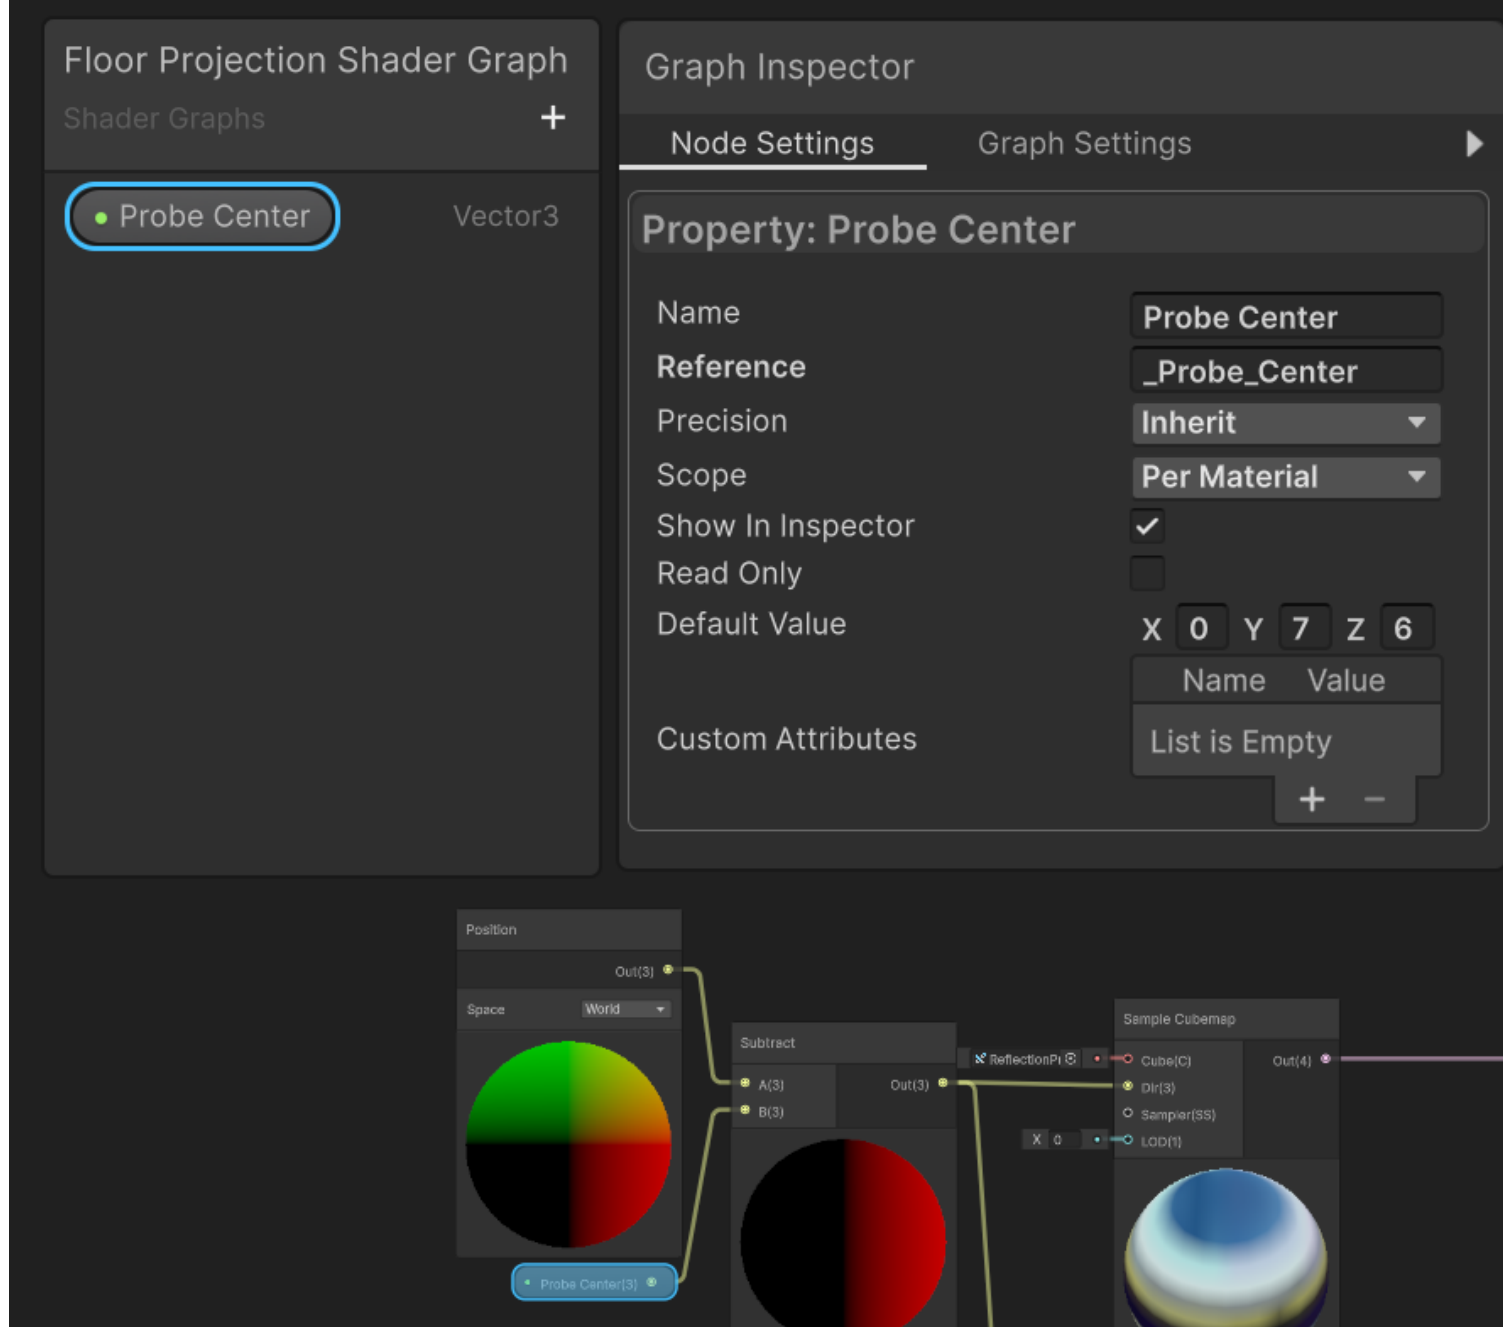 Floor Projection Shader Graph
Shader Graphs
+
Probe Center
Vector3
Graph Inspector
Node Settings
Graph Settings
Property: Probe Center
Name
Probe Center
Reference
_Probe_Center
Precision
Inherit
Scope
Per Material
Show In Inspector
Read Only
Default Value
X 0 Y 7 Z 6
Name Value
Custom Attributes
List is Empty
+ −
Position
Out(3)
Space
World
Probe Center(3)
Subtract
A(3)
Out(3)
B(3)
ReflectionPr
X 0
Sample Cubemap
Cube(C)
Out(4)
Dir(3)
Sampler(SS)
LOD(1)